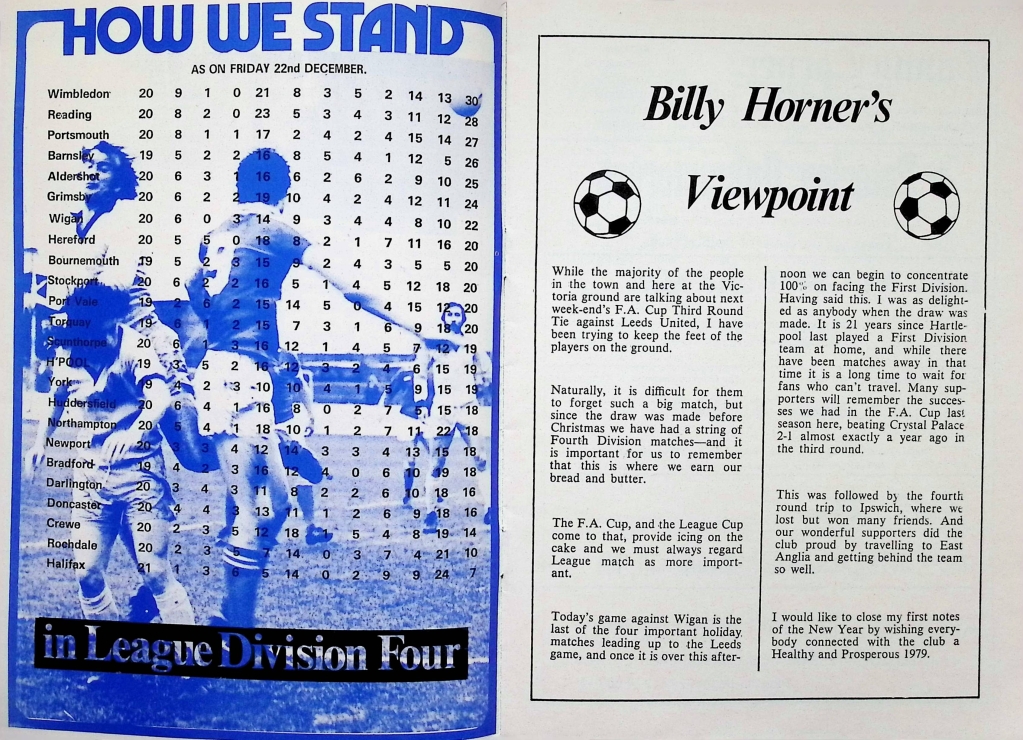 HOW WE STAND
AS ON FRIDAY 22nd DECEMBER.
Wimbledon 20 9 1 0 21 8 3 5 2 14 13 30
Reading 20 8 2 0 23 5 3 4 3 11 12 28
Portsmouth 20 8 1 1 17 2 4 2 4 15 14 27
Barnsley 19 5 2 2 16 8 5 4 1 12 5 26
Aldershot 20 6 3 1 16 6 2 6 2 9 10 25
Grimsby 20 6 2 2 19 10 4 2 4 12 11 24
Wigan 20 6 0 3 14 9 3 4 4 8 10 22
Hereford 20 5 5 0 18 8 2 1 7 11 16 20
Bournemouth 19 5 2 3 15 9 2 4 3 5 5 20
Stockport 20 6 2 2 16 5 1 4 5 12 18 20
Port Vale 19 2 6 2 15 14 5 0 4 15 12 20
Torquay 19 6 1 2 15 7 3 1 6 9 18 20
Scunthorpe 20 6 1 3 16 12 1 4 5 7 12 19
H'POOL 19 3 5 2 16 12 3 2 4 6 15 19
York 19 4 2 3 10 10 4 1 5 9 15 19
Huddersfield 20 6 4 1 16 8 0 2 7 5 15 18
Northampton 20 5 4 1 18 10 1 2 7 11 22 18
Newport 20 3 3 4 12 14 3 3 4 13 15 18
Bradford 19 4 2 3 16 12 4 0 6 10 19 18
Darlington 20 3 4 3 11 8 2 2 6 10 18 16
Doncaster 20 4 4 3 13 11 1 2 6 9 18 16
Crewe 20 2 3 5 12 18 1 5 4 8 19 14
Rochdale 20 2 3 5 7 14 0 3 7 4 21 10
Halifax 21 1 3 6 5 14 0 2 9 9 24 7
in League Division Four
Billy Horner's
Viewpoint
While the majority of the people
in the town and here at the Vic-
toria ground are talking about next
week-end's F.A. Cup Third Round
Tie against Leeds United, I have
been trying to keep the feet of the
players on the ground.
Naturally, it is difficult for them
to forget such a big match, but
since the draw was made before
Christmas we have had a string of
Fourth Division matches—and it
is important for us to remember
that this is where we earn our
bread and butter.
The F.A. Cup, and the League Cup
come to that, provide icing on the
cake and we must always regard
League match as more import-
ant.
Today's game against Wigan is the
last of the four important holiday
matches leading up to the Leeds
game, and once it is over this after-
noon we can begin to concentrate
100% on facing the First Division.
Having said this. I was as delight-
ed as anybody when the draw was
made. It is 21 years since Hartle-
pool last played a First Division
team at home, and while there
have been matches away in that
time it is a long time to wait for
fans who can't travel. Many sup-
porters will remember the succes-
ses we had in the F.A. Cup last
season here, beating Crystal Palace
2-1 almost exactly a year ago in
the third round.
This was followed by the fourth
round trip to Ipswich, where we
lost but won many friends. And
our wonderful supporters did the
club proud by travelling to East
Anglia and getting behind the team
so well.
I would like to close my first notes
of the New Year by wishing every-
body connected with the club a
Healthy and Prosperous 1979.